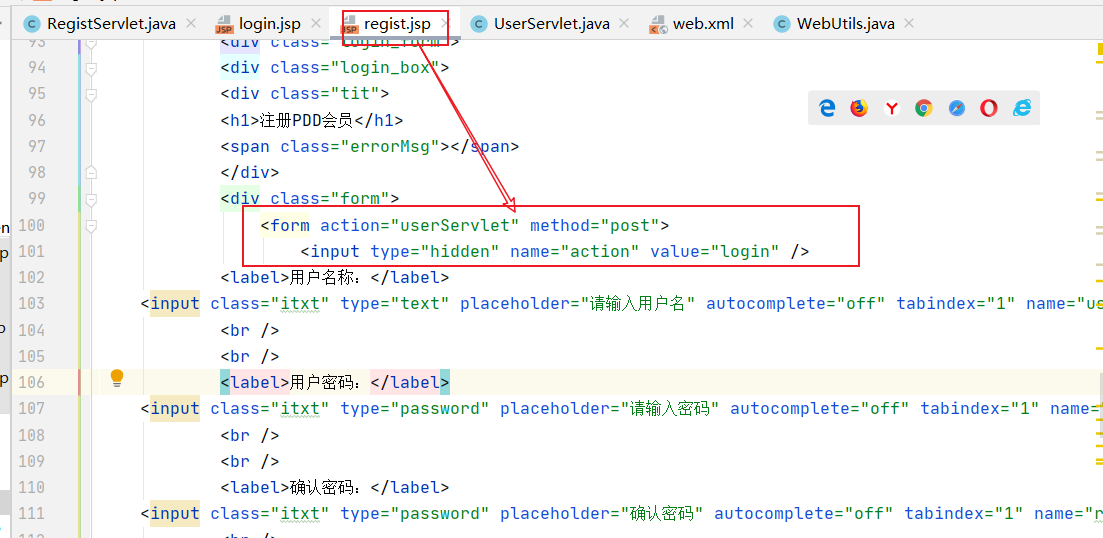 regist.jsp
RegistServlet.java login.jsp regist.jsp UserServlet.java web.xml WebUtils.java
93 <div class="login_form">
94 <div class="login_box">
95 <div class="tit">
96 <h1>注册PDD会员</h1>
97 <span class="errorMsg"></span>
98 </div>
99 <div class="form">
100 <form action="userServlet" method="post">
101 <input type="hidden" name="action" value="login" />
102 <label>用户名称：</label>
103 <input class="itxt" type="text" placeholder="请输入用户名" autocomplete="off" tabindex="1" name="us
104 <br />
105 <br />
106 <label>用户密码：</label>
107 <input class="itxt" type="password" placeholder="请输入密码" autocomplete="off" tabindex="1" name=
108 <br />
109 <br />
110 <label>确认密码：</label>
111 <input class="itxt" type="password" placeholder="确认密码" autocomplete="off" tabindex="1" name="r
112 <br />